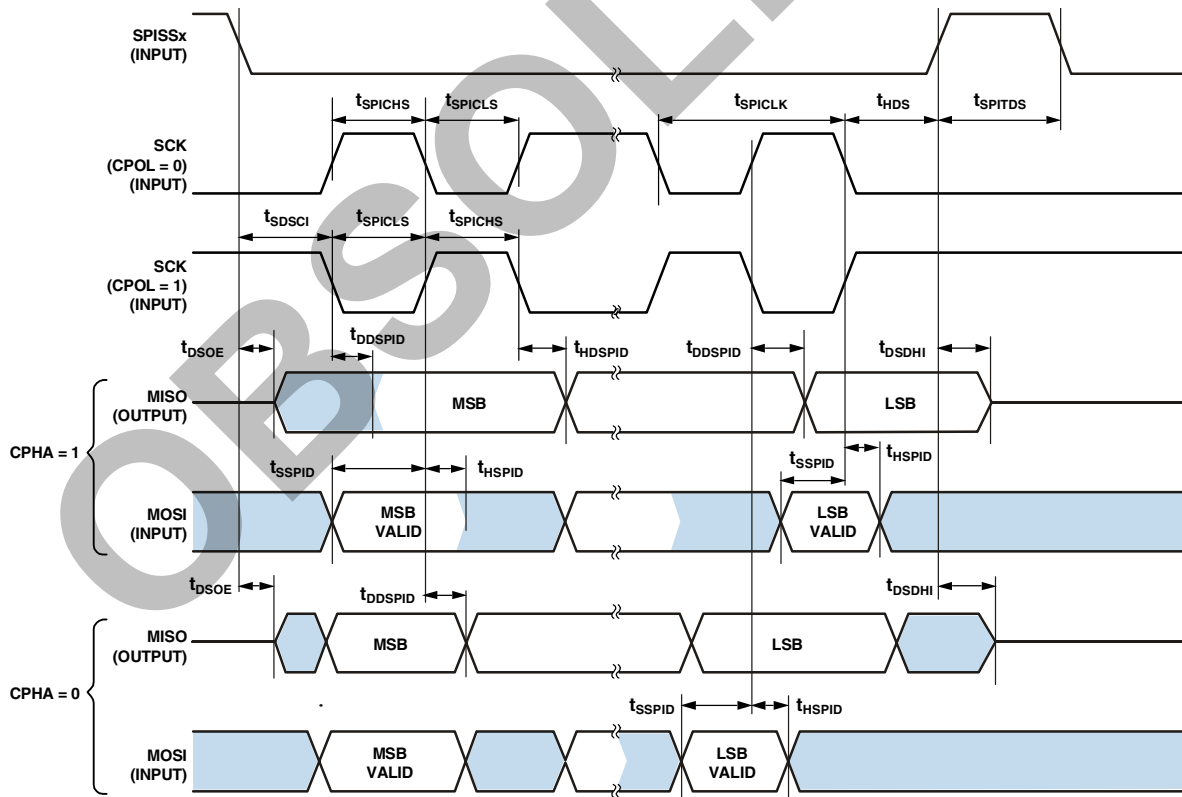 SPISSx
(INPUT)
tSPICHS tSPICLS tSPICLK tHDS tSPITDS
SCK
(CPOL = 0)
(INPUT)
tSDSCI tSPICLS tSPICHS
SCK
(CPOL = 1)
(INPUT)
tDSOE tDDSPID tHDSPID tDDSPID tDSDHI
MISO
(OUTPUT)
MSB LSB
CPHA = 1
tSSPID tHSPID tSSPID tHSPID
MOSI
(INPUT)
MSB
VALID
LSB
VALID
tDSOE tDDSPID tDSDHI
MISO
(OUTPUT)
MSB LSB
CPHA = 0
tSSPID tHSPID
MOSI
(INPUT)
MSB
VALID
LSB
VALID
OBSOL